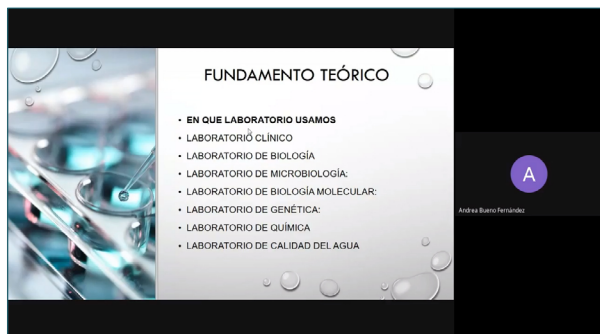 FUNDAMENTO TEÓRICO
• EN QUE LABORATORIO USAMOS
• LABORATORIO CLÍNICO
• LABORATORIO DE BIOLOGÍA
• LABORATORIO DE MICROBIOLOGÍA:
• LABORATORIO DE BIOLOGÍA MOLECULAR:
• LABORATORIO DE GENÉTICA:
• LABORATORIO DE QUÍMICA
• LABORATORIO DE CALIDAD DEL AGUA
A
Andrea Bueno Fernández